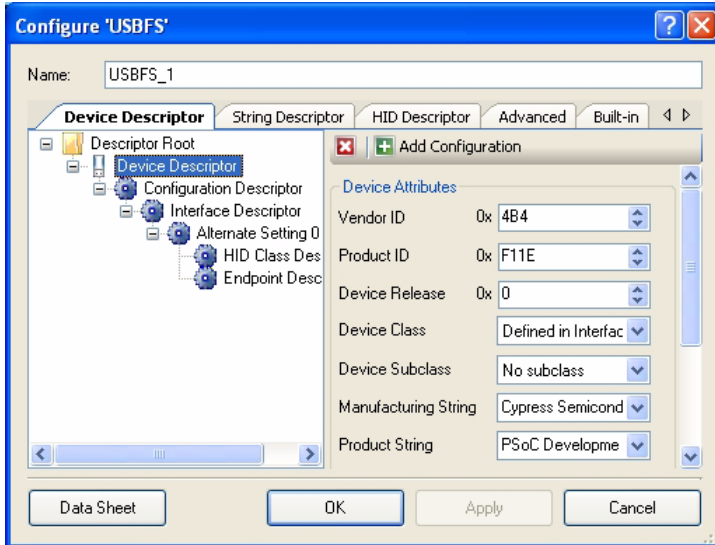 Configure 'USBFS'
Name: USBFS_1
Device Descriptor String Descriptor HID Descriptor Advanced Built-in
Descriptor Root
Device Descriptor
Configuration Descriptor
Interface Descriptor
Alternate Setting 0
HID Class Des
Endpoint Desc
Add Configuration
Device Attributes
Vendor ID 0x 4B4
Product ID 0x F11E
Device Release 0x 0
Device Class Defined in Interfac
Device Subclass No subclass
Manufacturing String Cypress Semicond
Product String PSoC Developme
Data Sheet OK Apply Cancel